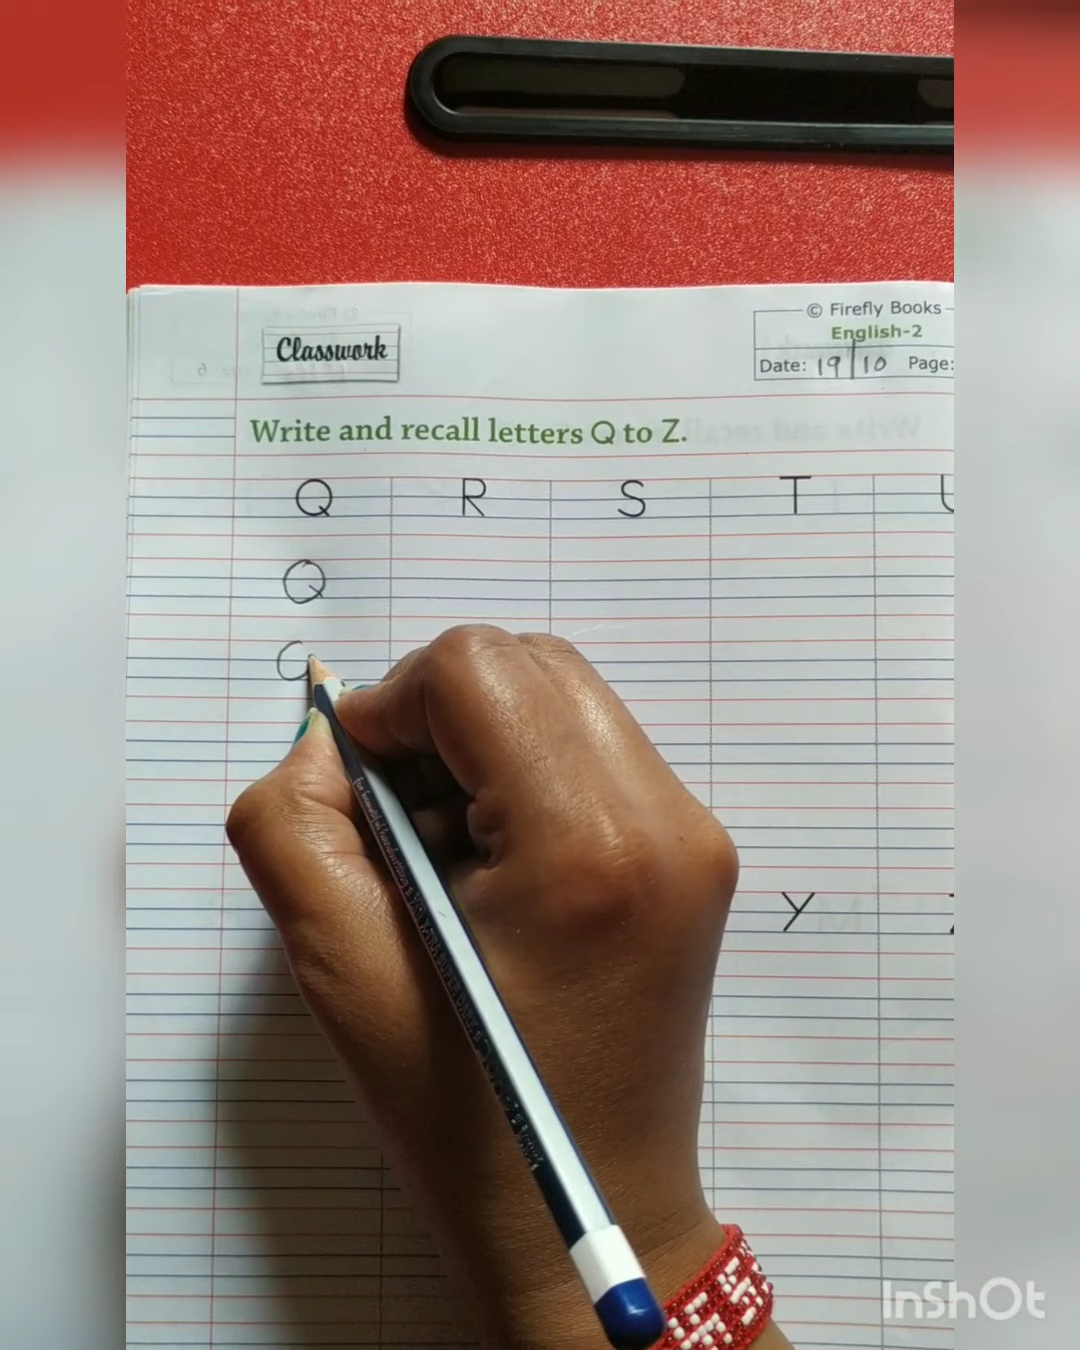 © Firefly Books
English-2
Classwork
Date: 19/10 Page:
Write and recall letters Q to Z.
Q R S T U
Q
Y
InShOt